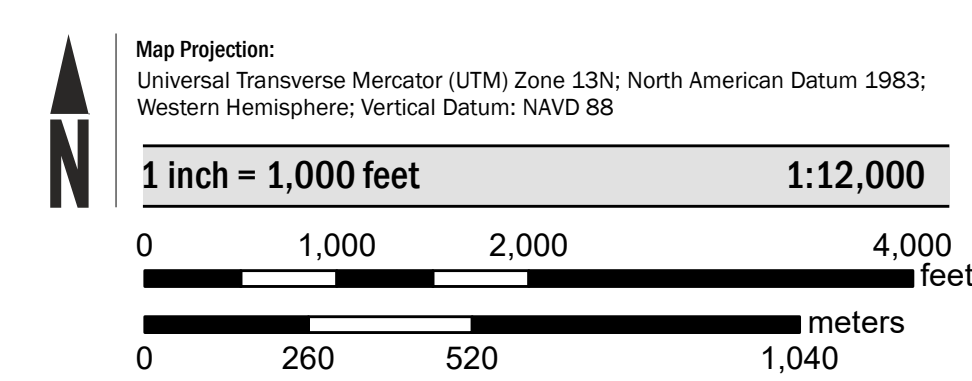 N
Map Projection:
Universal Transverse Mercator (UTM) Zone 13N; North American Datum 1983;
Western Hemisphere; Vertical Datum: NAVD 88
1 inch = 1,000 feet 1:12,000
0 1,000 2,000 4,000
feet
meters
0 260 520 1,040